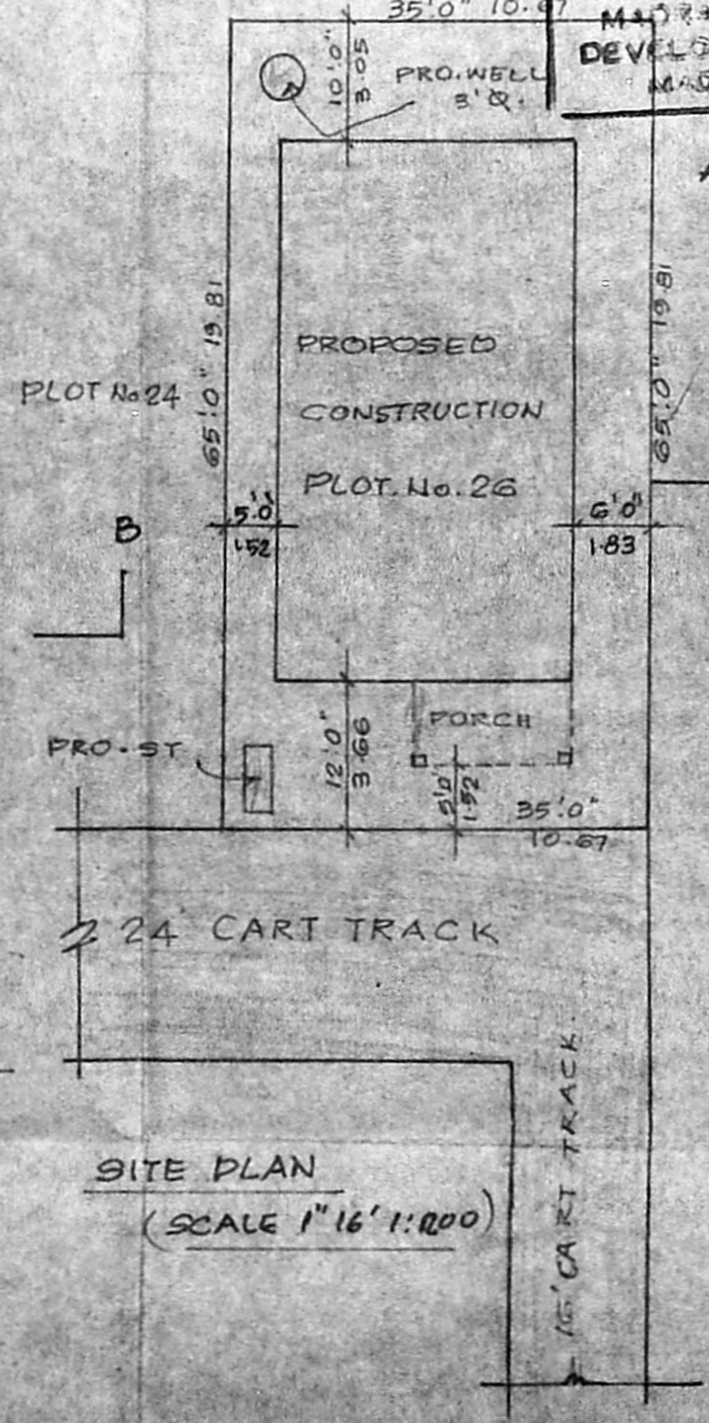 35'0" 10.67
DEVELO
10'0"
3.05
PRO.WELL
3'Q.
65'0" 19.81
65'0" 19.81
PROPOSED
PLOT No 24
CONSTRUCTION
PLOT. No. 26
5'0"
1.52
6'0"
1.83
B
PORCH
PRO.ST
12'0"
3.66
5'0"
1.52
35'0"
10.67
24' CART TRACK
16' CART TRACK.
SITE PLAN
(SCALE 1" 16' 1:200)